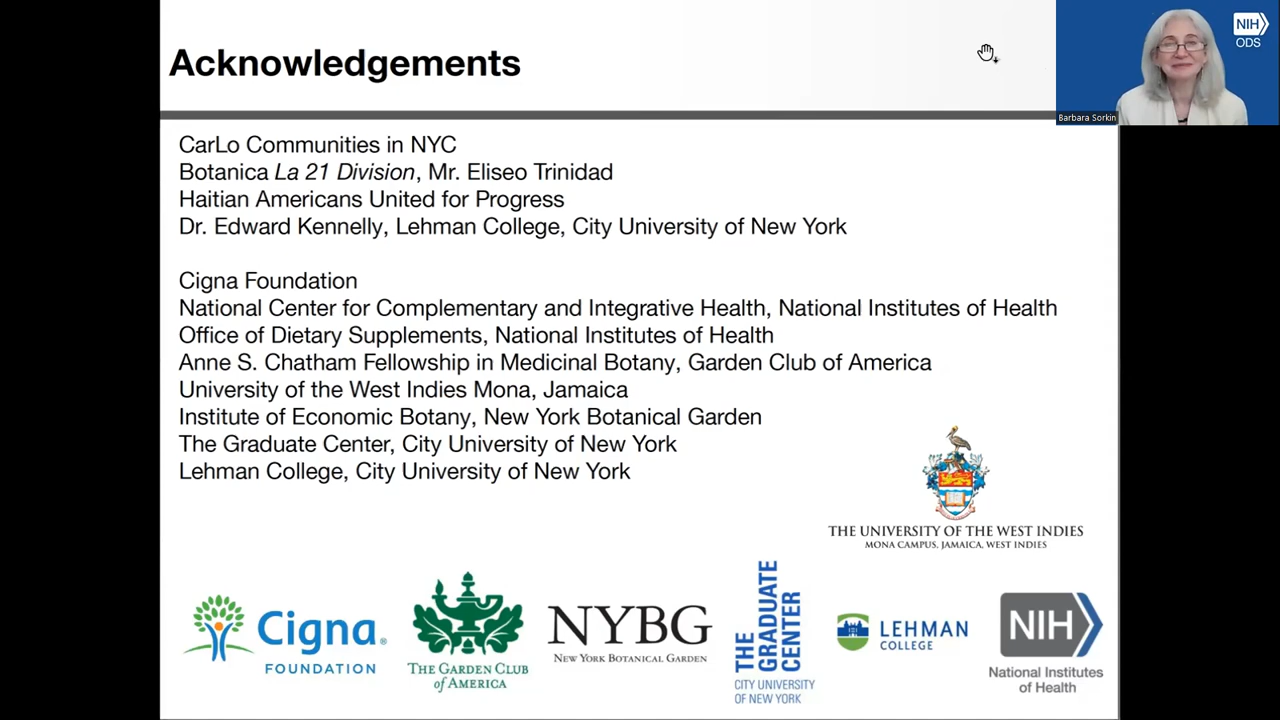 Acknowledgements
NIH
ODS
Barbara Sorkin
CarLo Communities in NYC
Botanica La 21 Division, Mr. Eliseo Trinidad
Haitian Americans United for Progress
Dr. Edward Kennelly, Lehman College, City University of New York
Cigna Foundation
National Center for Complementary and Integrative Health, National Institutes of Health
Office of Dietary Supplements, National Institutes of Health
Anne S. Chatham Fellowship in Medicinal Botany, Garden Club of America
University of the West Indies Mona, Jamaica
Institute of Economic Botany, New York Botanical Garden
The Graduate Center, City University of New York
Lehman College, City University of New York
THE UNIVERSITY OF THE WEST INDIES
MONA CAMPUS, JAMAICA, WEST INDIES
Cigna®
FOUNDATION
THE GARDEN CLUB
of AMERICA
NYBG
NEW YORK BOTANICAL GARDEN
THE
GRADUATE
CENTER
CITY UNIVERSITY
OF NEW YORK
LEHMAN
COLLEGE
NIH
National Institutes
of Health